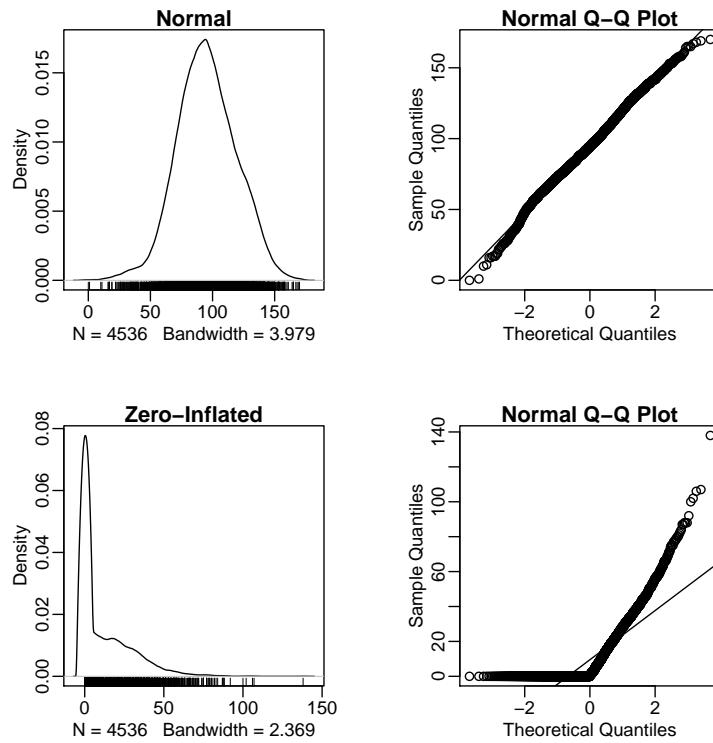 Normal
Density
0.000 0.005 0.010 0.015
0 50 100 150
N = 4536 Bandwidth = 3.979
Normal Q−Q Plot
Sample Quantiles
0 50 100 150
−2 0 2
Theoretical Quantiles
Zero−Inflated
Density
0.00 0.02 0.04 0.06 0.08
0 50 100 150
N = 4536 Bandwidth = 2.369
Normal Q−Q Plot
Sample Quantiles
0 20 60 100 140
−2 0 2
Theoretical Quantiles